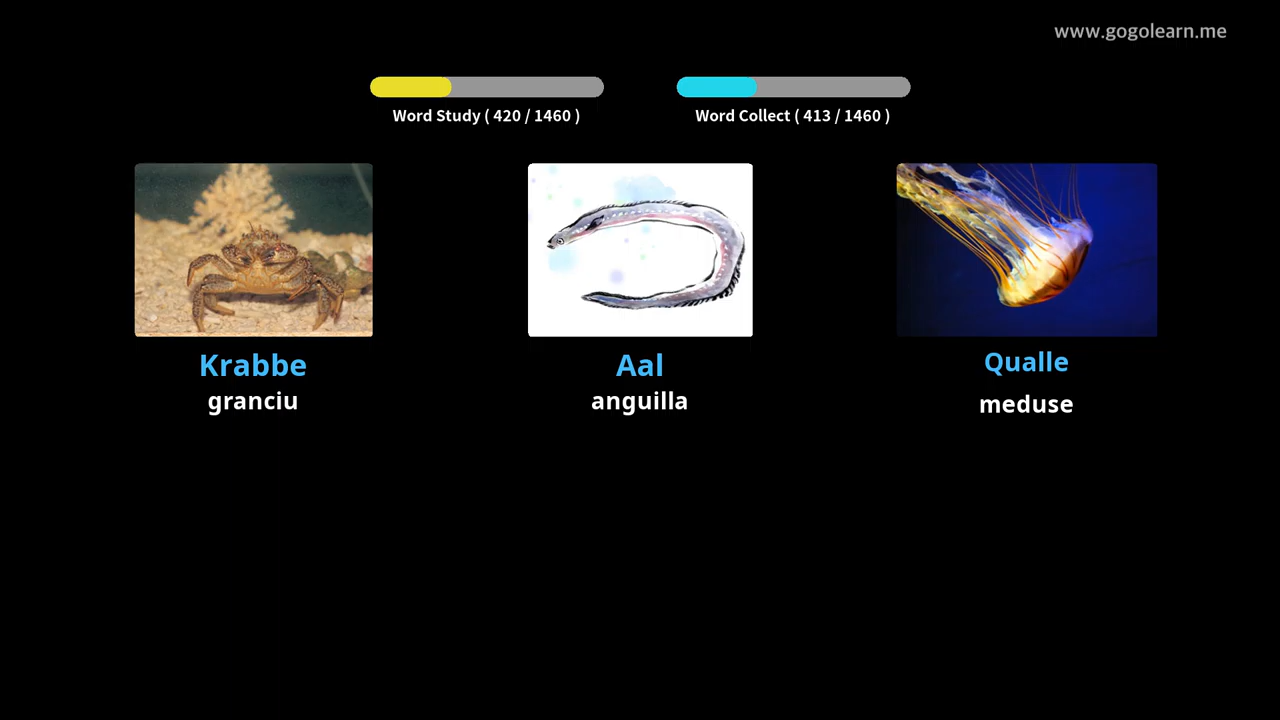 www.gogolearn.me
Word Study ( 420 / 1460 )
Word Collect ( 413 / 1460 )
Krabbe
granciu
Aal
anguilla
Qualle
meduse